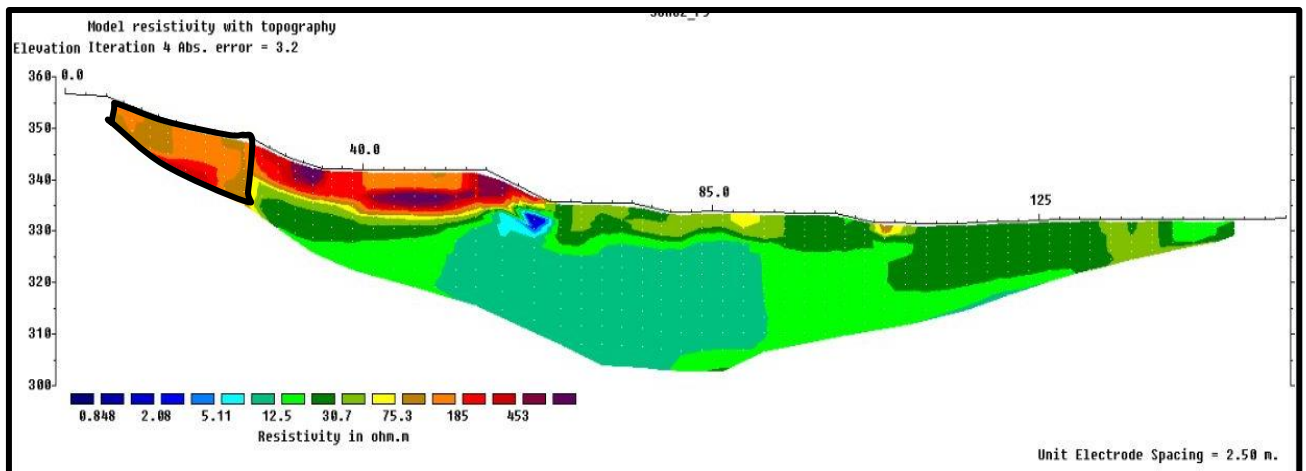 Model resistivity with topography
Elevation Iteration 4 Abs. error = 3.2
360 0.0
350
40.0
340
85.0
125
330
320
310
300
0.848 2.08 5.11 12.5 30.7 75.3 185 453
Resistivity in ohm.m
Unit Electrode Spacing = 2.50 m.